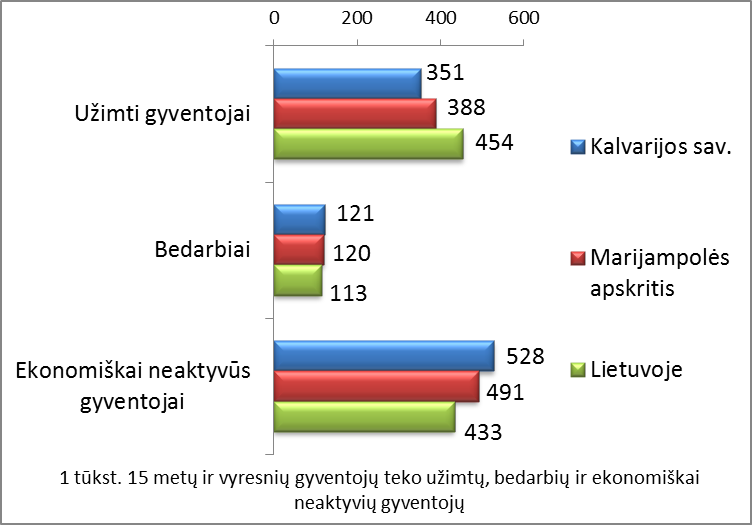 0 200 400 600
Užimti gyventojai
351
388
454
Bedarbiai
121
120
113
Ekonomiškai neaktyvūs
gyventojai
528
491
433
Kalvarijos sav.
Marijampolės
apskritis
Lietuvoje
1 tūkst. 15 metų ir vyresnių gyventojų teko užimtų, bedarbių ir ekonomiškai
neaktyvių gyventojų